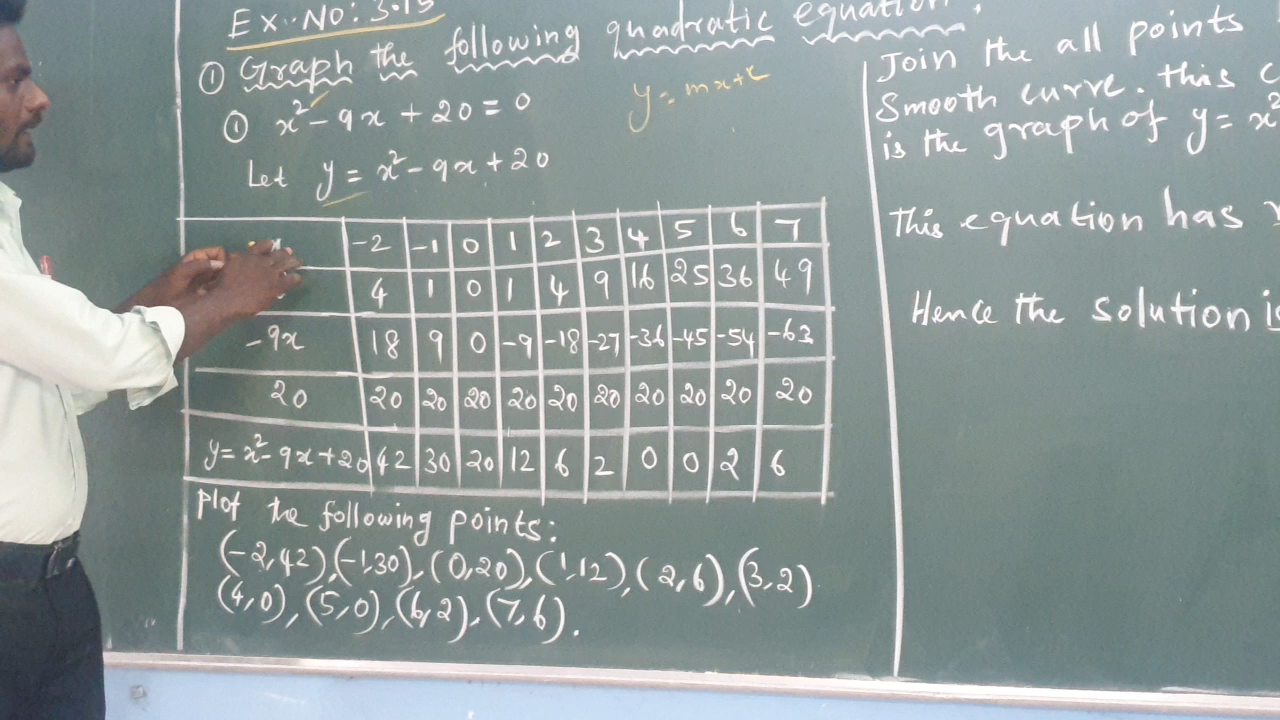 Ex. No: 3.15
① Graph the following quadratic equation.
① x² - 9x + 20 = 0
y = mx+c
Let y = x² - 9x + 20
-2 -1 0 1 2 3 4 5 6 7
4 1 0 1 4 9 16 25 36 49
-9x 18 9 0 -9 -18 -27 -36 -45 -54 -63
20 20 20 20 20 20 20 20 20 20 20
y = x² - 9x + 20 42 30 20 12 6 2 0 0 2 6
Plot the following points:
(-2,42), (-1,30), (0,20), (1,12), (2,6), (3,2)
(4,0), (5,0), (6,2), (7,6).
Join the all points
Smooth curve. this
is the graph of y = x²
This equation has
Hence the solution is